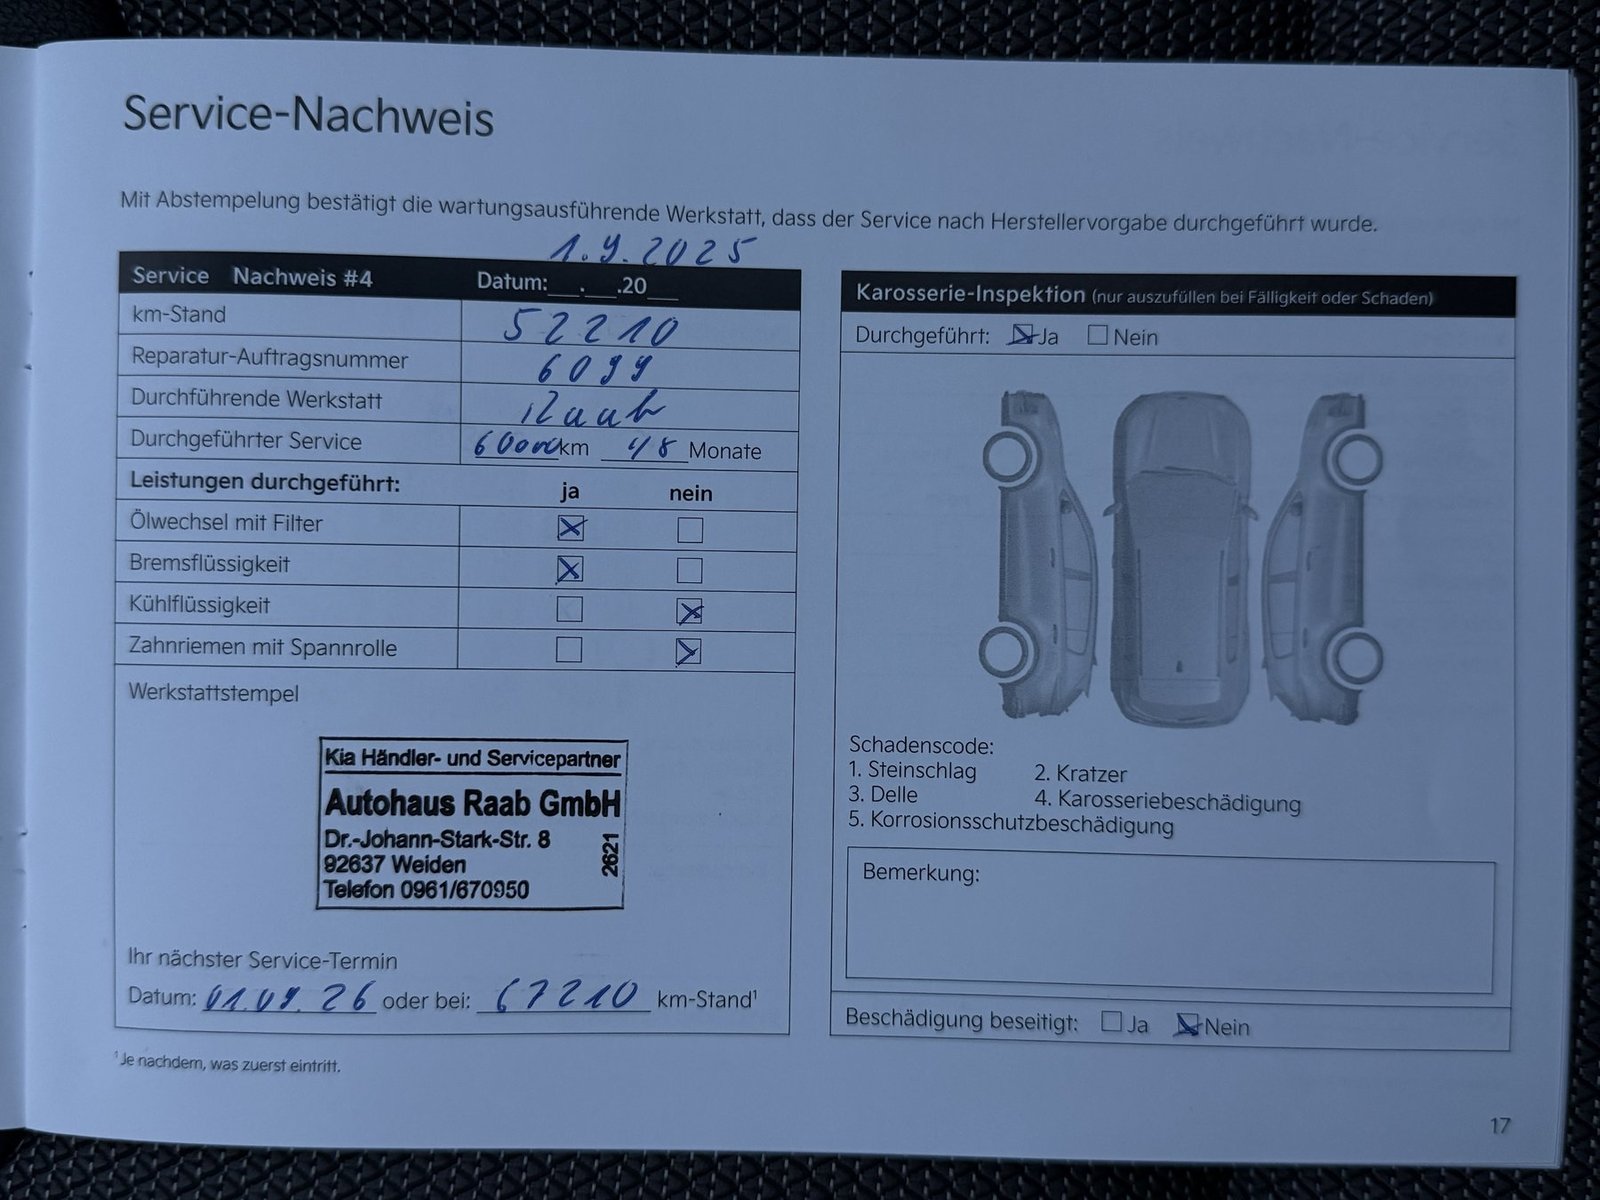 Service-Nachweis
Mit Abstempelung bestätigt die wartungsausführende Werkstatt, dass der Service nach Herstellervorgabe durchgeführt wurde.
1.9.2025
Service Nachweis #4 Datum:__.__.20__
km-Stand 52210
Reparatur-Auftragsnummer 6099
Durchführende Werkstatt Raab
Durchgeführter Service 60000 km 48 Monate
Leistungen durchgeführt: ja nein
Ölwechsel mit Filter
Bremsflüssigkeit
Kühlflüssigkeit
Zahnriemen mit Spannrolle
Werkstattstempel
Kia Händler- und Servicepartner
Autohaus Raab GmbH
Dr.-Johann-Stark-Str. 8
92637 Weiden
Telefon 0961/670950
2621
Ihr nächster Service-Termin
Datum: 01.09.26 oder bei: 67210 km-Stand¹
¹Je nachdem, was zuerst eintritt.
Karosserie-Inspektion (nur auszufüllen bei Fälligkeit oder Schaden)
Durchgeführt: Ja Nein
Schadenscode:
1. Steinschlag 2. Kratzer
3. Delle 4. Karosseriebeschädigung
5. Korrosionsschutzbeschädigung
Bemerkung:
Beschädigung beseitigt: Ja Nein
17